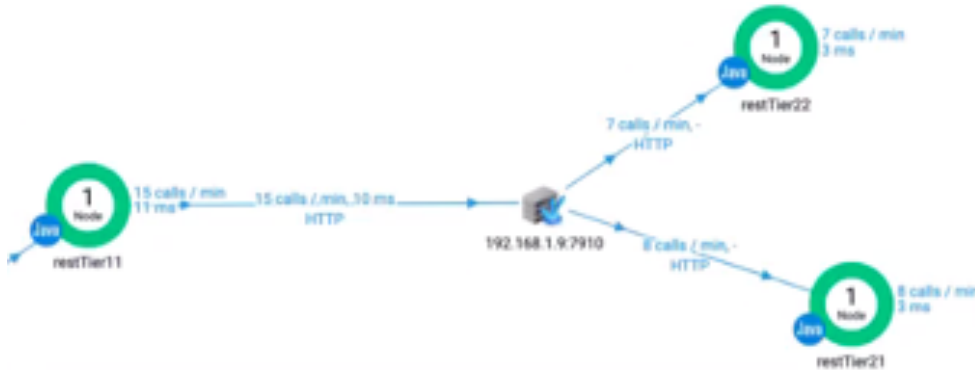 1
Node
7 calls / min
3 ms
Java
restTier22
7 calls / min, -
HTTP
1
Node
15 calls / min
11 ms
15 calls / min, 10 ms
HTTP
Java
restTier11
192.168.1.9:7910
8 calls / min, -
HTTP
1
Node
8 calls / min
3 ms
Java
restTier21